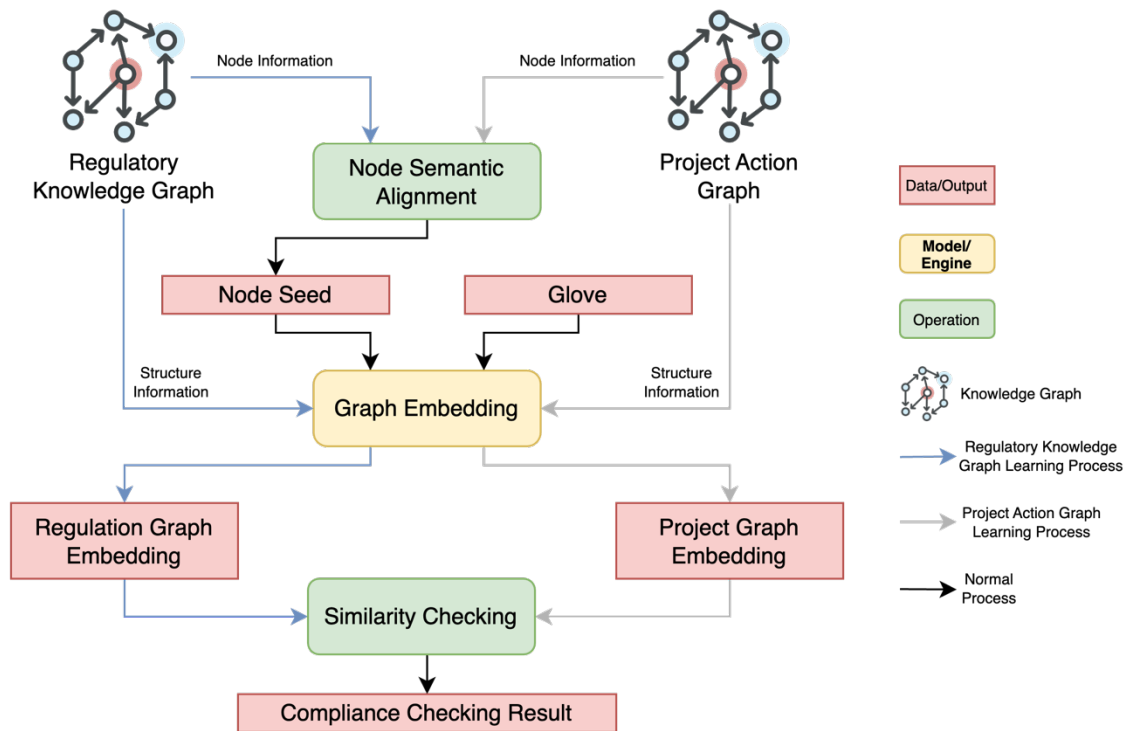 Node Information
Node Information
Regulatory
Knowledge Graph
Node Semantic
Alignment
Project Action
Graph
Node Seed
Glove
Structure
Information
Structure
Information
Graph Embedding
Regulation Graph
Embedding
Project Graph
Embedding
Similarity Checking
Compliance Checking Result
Data/Output
Model/
Engine
Operation
Knowledge Graph
Regulatory Knowledge
Graph Learning Process
Project Action Graph
Learning Process
Normal
Process